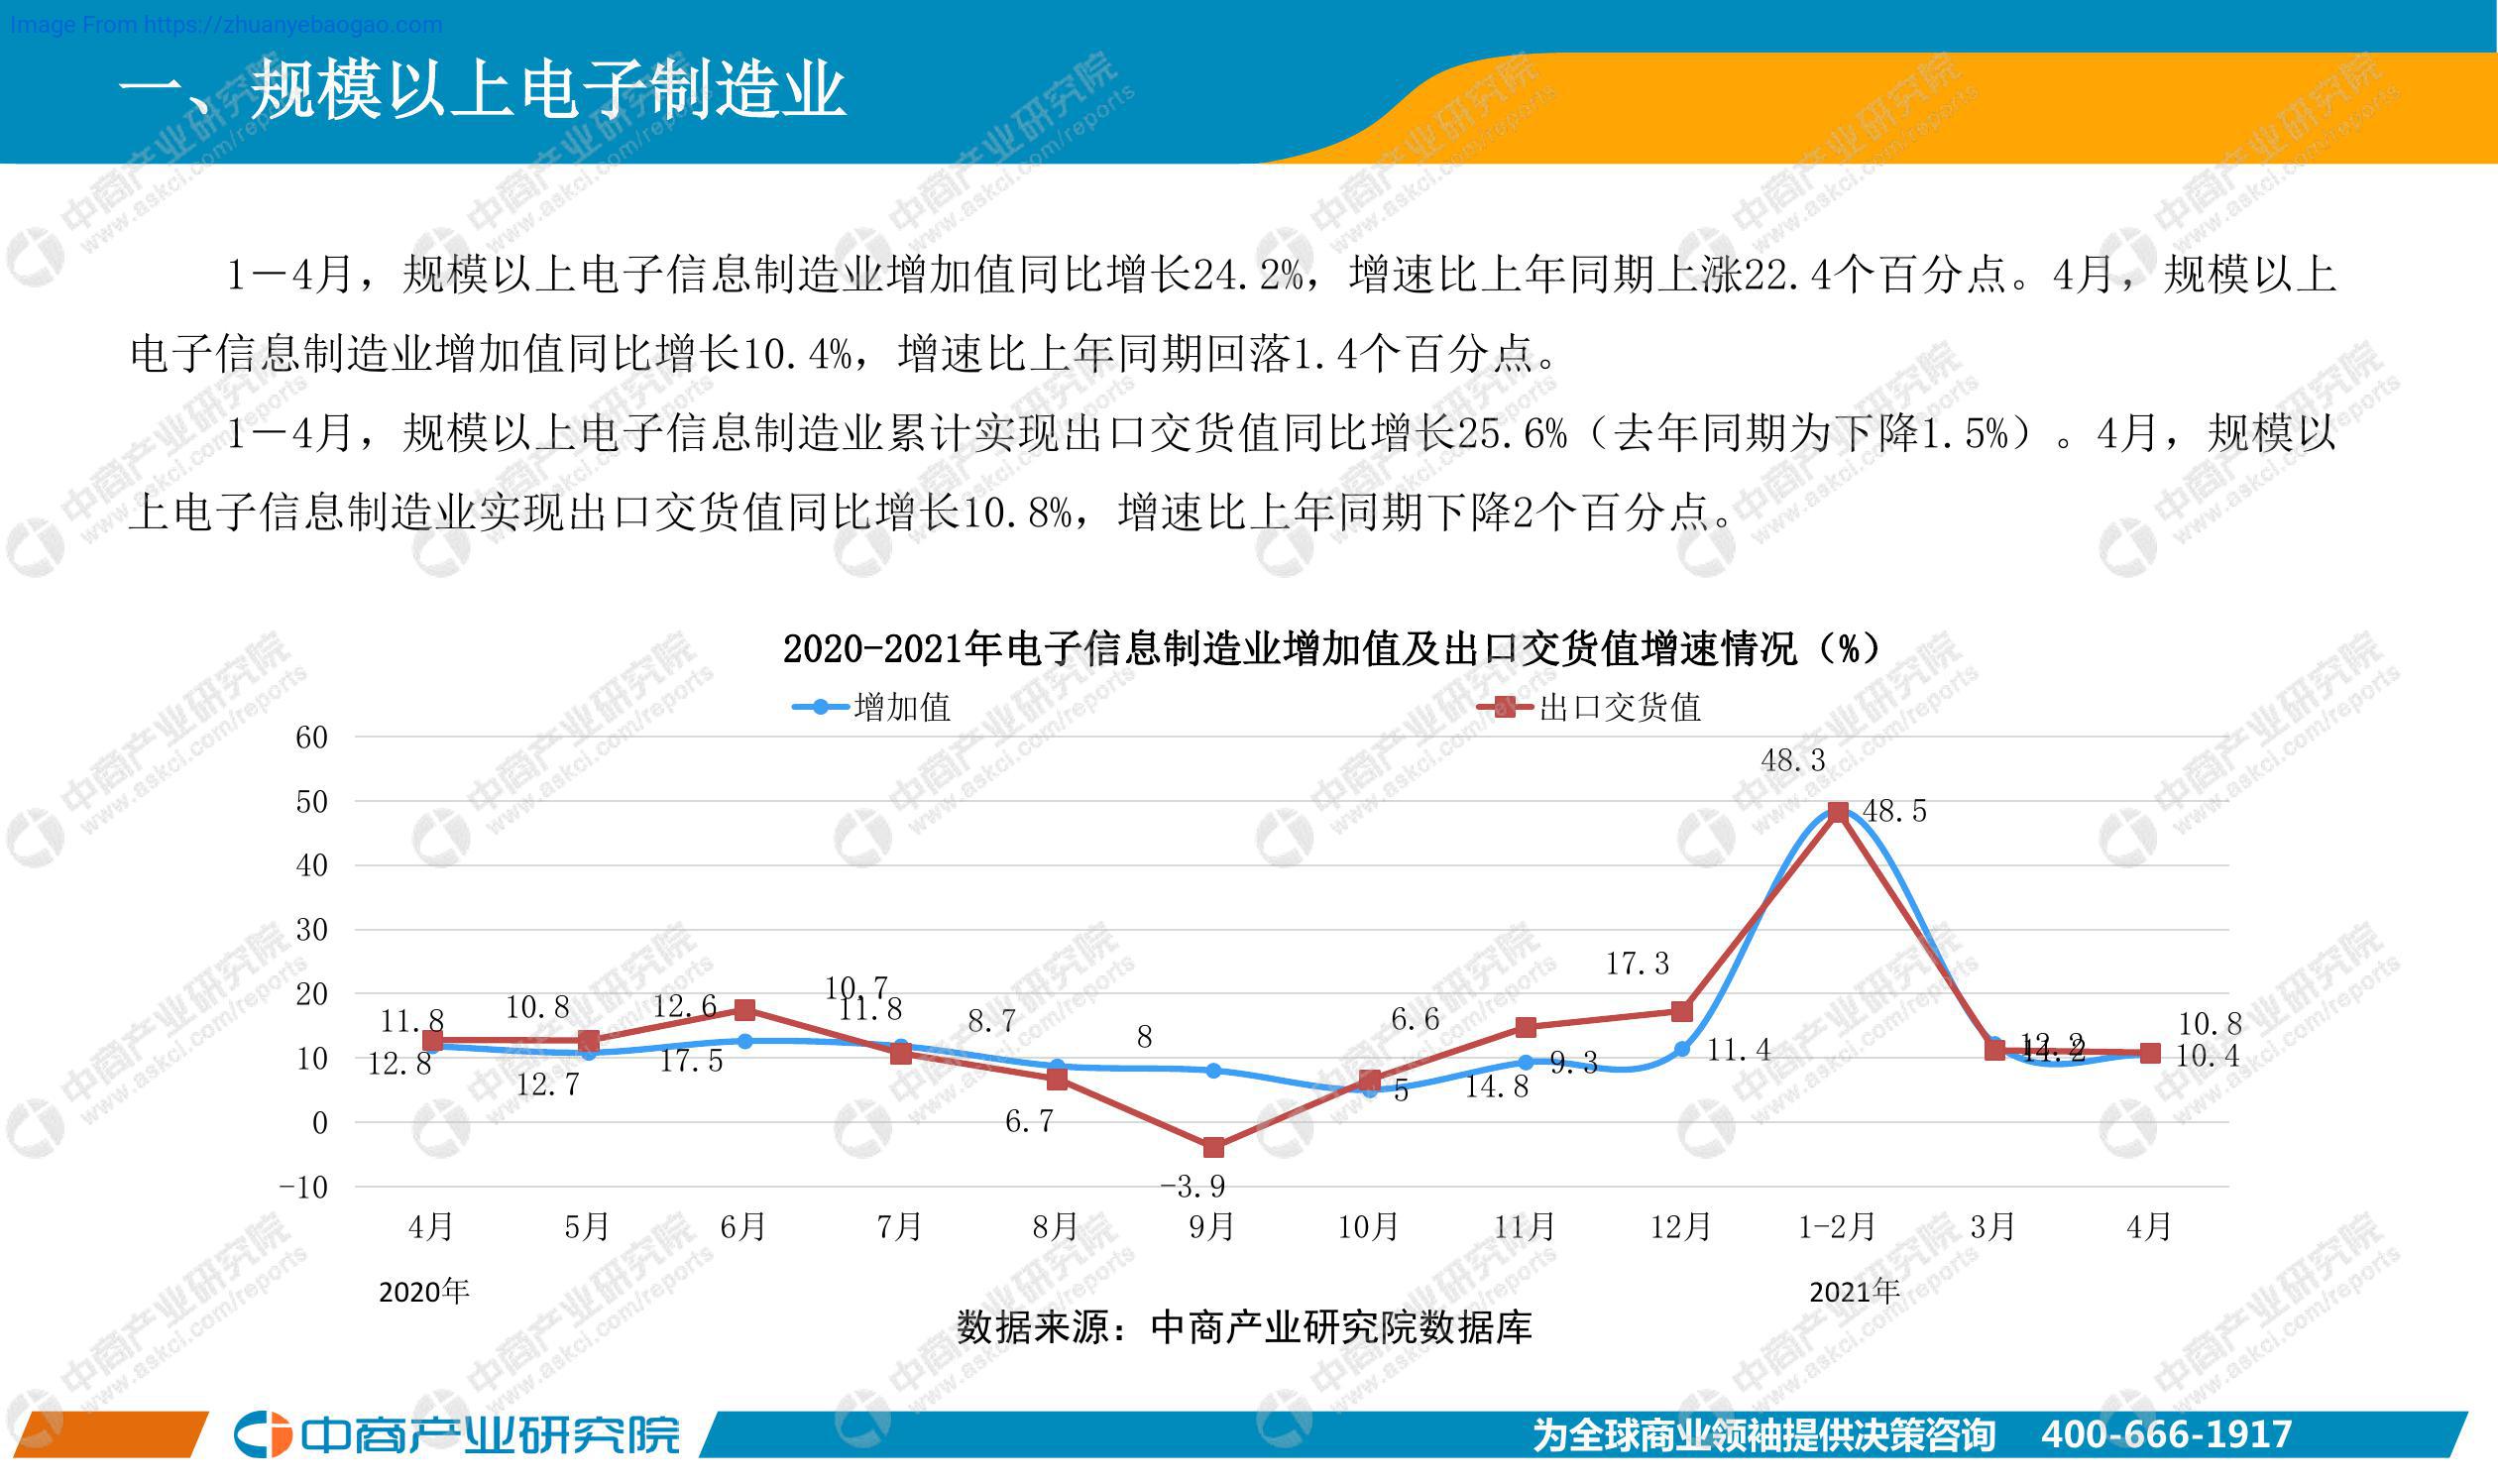 Image From https://zhuanyebaogao.com
一、规模以上电子制造业
1－4月，规模以上电子信息制造业增加值同比增长24.2%，增速比上年同期上涨22.4个百分点。4月，规模以上
电子信息制造业增加值同比增长10.4%，增速比上年同期回落1.4个百分点。
1－4月，规模以上电子信息制造业累计实现出口交货值同比增长25.6%（去年同期为下降1.5%）。4月，规模以
上电子信息制造业实现出口交货值同比增长10.8%，增速比上年同期下降2个百分点。
2020-2021年电子信息制造业增加值及出口交货值增速情况（%）
增加值 出口交货值
60
50
40
30
20
10
0
-10
11.8 10.8 12.6 11.8 8.7 8 5 9.3 11.4 48.5 10.4
12.8 12.7 17.5 10.7 6.7 -3.9 6.6 14.8 17.3 48.3 10.8
4月 5月 6月 7月 8月 9月 10月 11月 12月 1-2月 3月 4月
2020年 2021年
数据来源：中商产业研究院数据库
中商产业研究院
为全球商业领袖提供决策咨询 400-666-1917
中商产业研究院
www.askci.com/reports